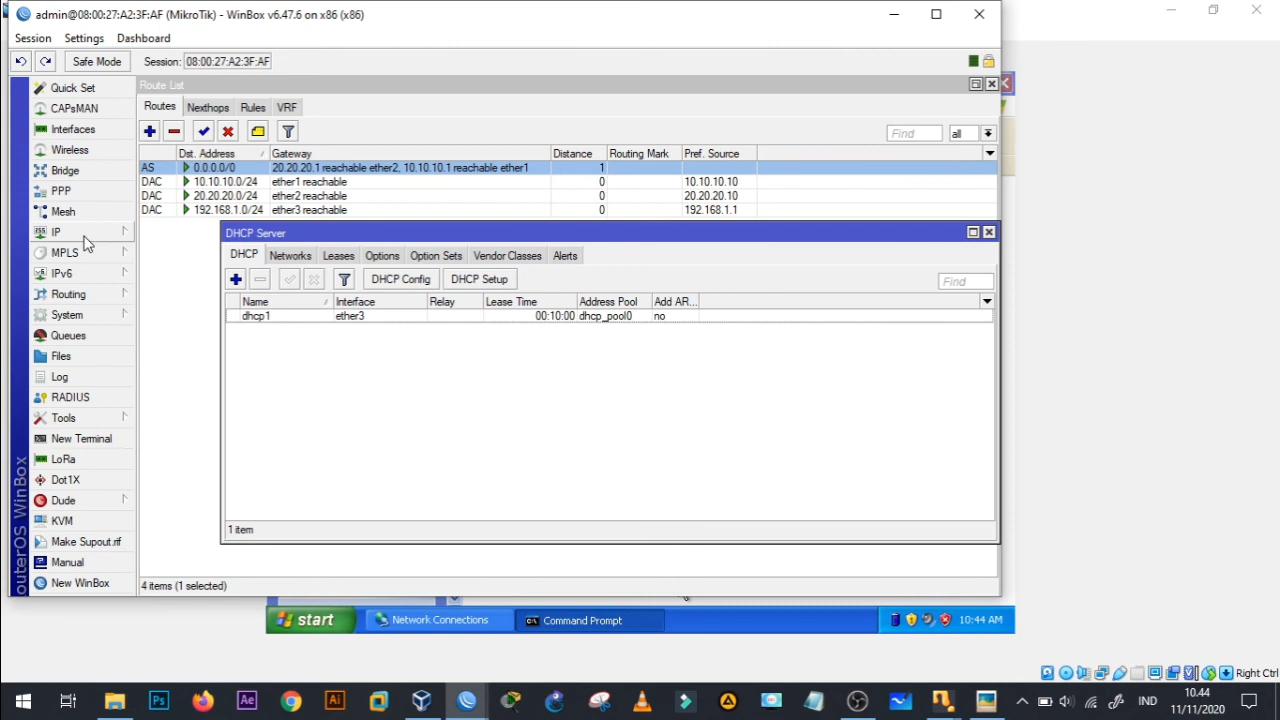 admin@08:00:27:A2:3F:AF (MikroTik) - WinBox v6.47.6 on x86 (x86)
Session Settings Dashboard
Safe Mode Session: 08:00:27:A2:3F:AF
Quick Set
CAPsMAN
Interfaces
Wireless
Bridge
PPP
Mesh
IP
MPLS
IPv6
Routing
System
Queues
Files
Log
RADIUS
Tools
New Terminal
LoRa
Dot1X
Dude
KVM
Make Supout.rif
Manual
New WinBox
outerOS WinBox
Route List
Routes Nexthops Rules VRF
Find all
Dst. Address Gateway Distance Routing Mark Pref. Source
AS 0.0.0.0/0 20.20.20.1 reachable ether2, 10.10.10.1 reachable ether1 1
DAC 10.10.10.0/24 ether1 reachable 0 10.10.10.10
DAC 20.20.20.0/24 ether2 reachable 0 20.20.20.10
DAC 192.168.1.0/24 ether3 reachable 0 192.168.1.1
DHCP Server
DHCP Networks Leases Options Option Sets Vendor Classes Alerts
DHCP Config DHCP Setup Find
Name Interface Relay Lease Time Address Pool Add AR...
dhcp1 ether3 00:10:00 dhcp_pool0 no
1 item
4 items (1 selected)
start Network Connections Command Prompt 10:44 AM
Right Ctrl
IND 10.44
11/11/2020